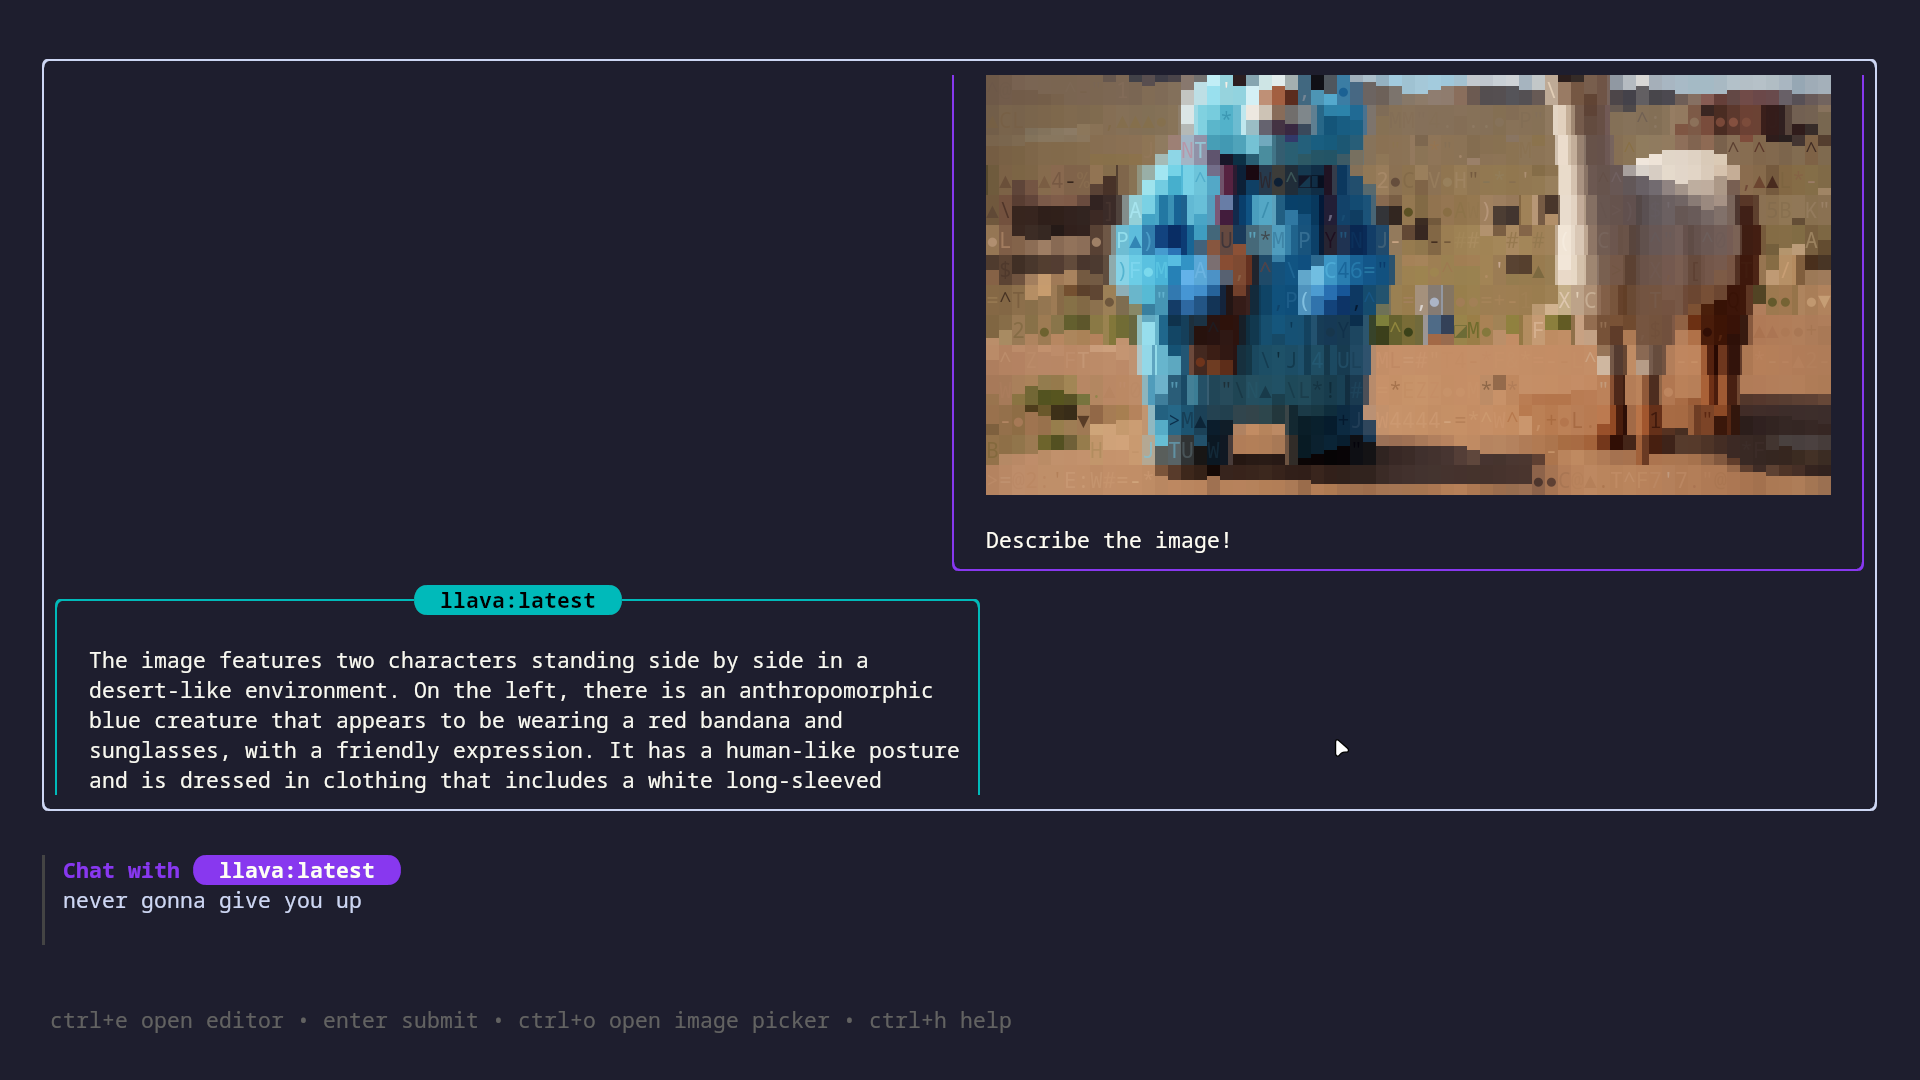 Describe the image!
llava:latest
The image features two characters standing side by side in a
desert-like environment. On the left, there is an anthropomorphic
blue creature that appears to be wearing a red bandana and
sunglasses, with a friendly expression. It has a human-like posture
and is dressed in clothing that includes a white long-sleeved
Chat with llava:latest
never gonna give you up
ctrl+e open editor • enter submit • ctrl+o open image picker • ctrl+h help